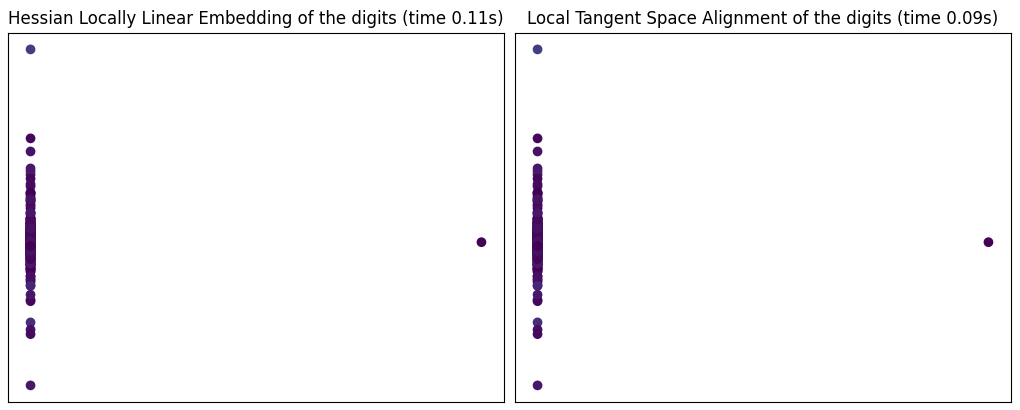 Hessian Locally Linear Embedding of the digits (time 0.11s)
Local Tangent Space Alignment of the digits (time 0.09s)